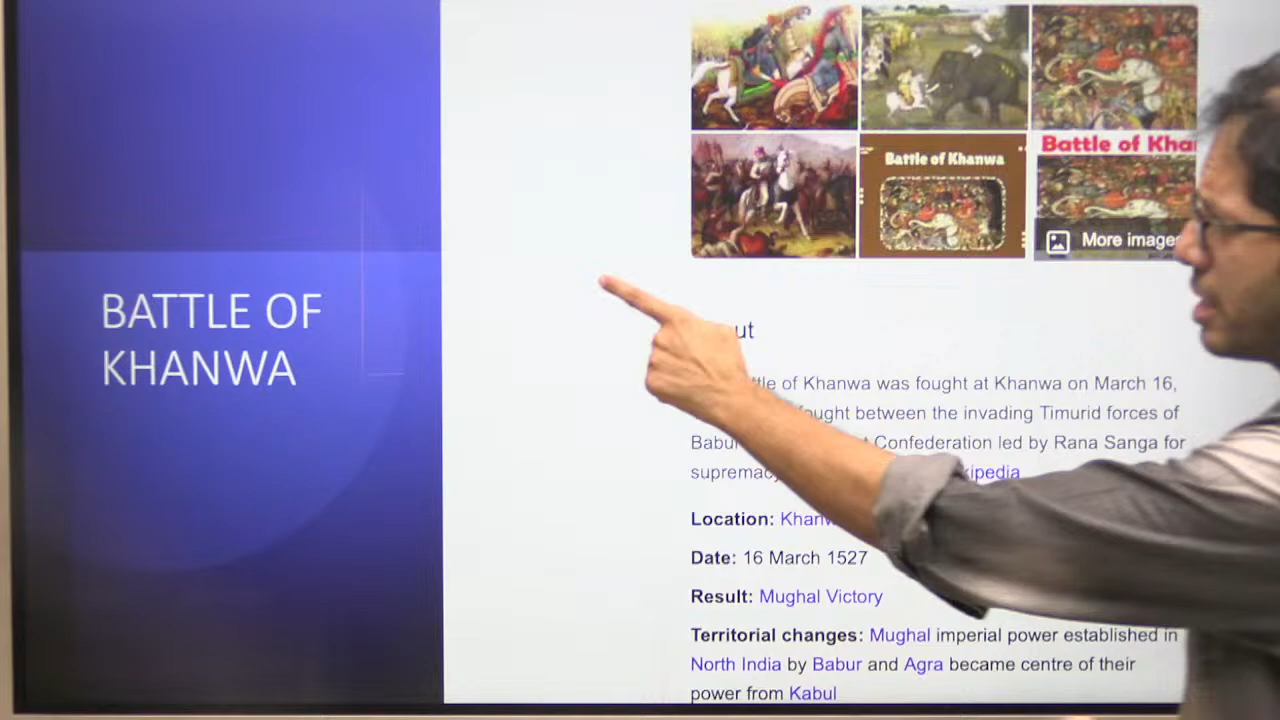 BATTLE OF
KHANWA
Battle of Khanwa
Battle of Kha
More image
ut
tle of Khanwa was fought at Khanwa on March 16,
fought between the invading Timurid forces of
Babur t Confederation led by Rana Sanga for
supremacy kipedia
Location: Khanw
Date: 16 March 1527
Result: Mughal Victory
Territorial changes: Mughal imperial power established in
North India by Babur and Agra became centre of their
power from Kabul